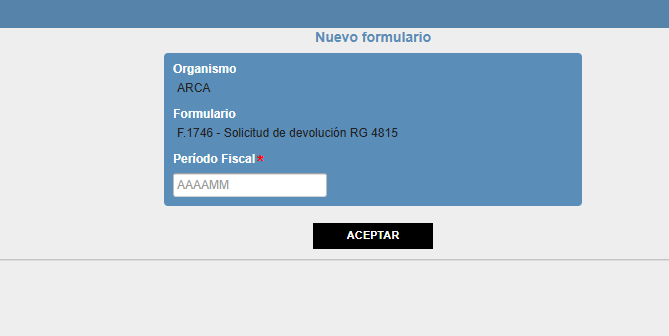 Nuevo formulario
Organismo
ARCA
Formulario
F.1746 - Solicitud de devolución RG 4815
Período Fiscal*
AAAAMM
ACEPTAR